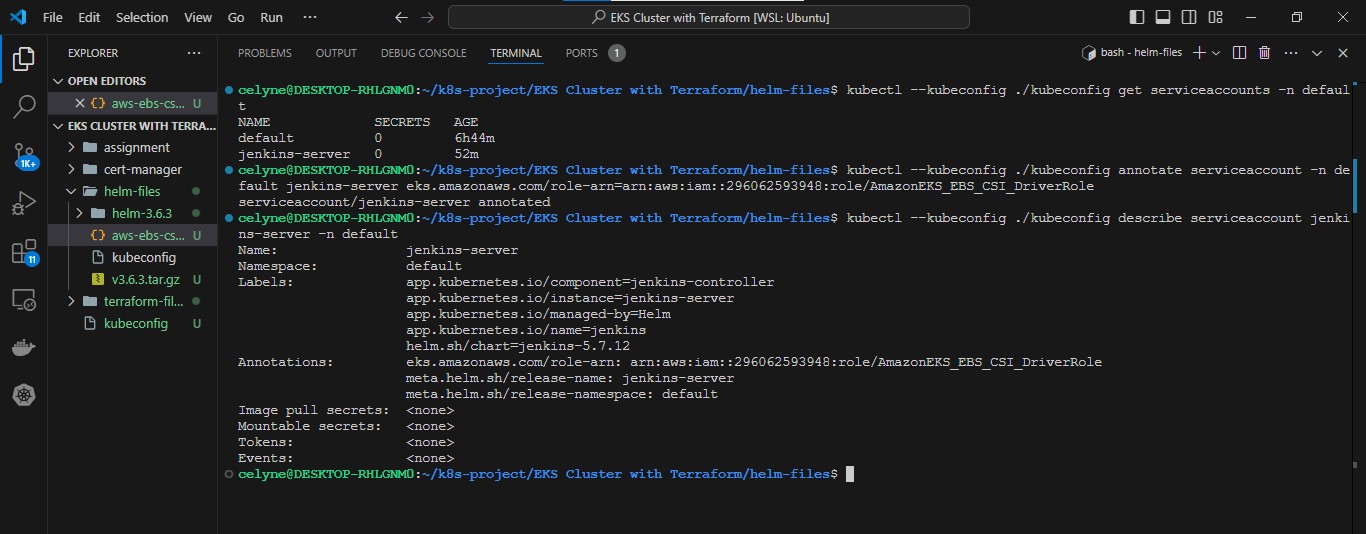 File Edit Selection View Go Run ··· EKS Cluster with Terraform [WSL: Ubuntu]
EXPLORER ···
OPEN EDITORS
aws-ebs-cs... U
EKS CLUSTER WITH TERRA...
assignment
cert-manager
helm-files
helm-3.6.3
aws-ebs-cs... U
kubeconfig
v3.6.3.tar.gz U
terraform-fil...
kubeconfig U
1K+
11
PROBLEMS OUTPUT DEBUG CONSOLE TERMINAL PORTS 1 bash - helm-files
celyne@DESKTOP-RHLGNM0:~/k8s-project/EKS Cluster with Terraform/helm-files$ kubectl --kubeconfig ./kubeconfig get serviceaccounts -n defaul
t
NAME SECRETS AGE
default 0 6h44m
jenkins-server 0 52m
celyne@DESKTOP-RHLGNM0:~/k8s-project/EKS Cluster with Terraform/helm-files$ kubectl --kubeconfig ./kubeconfig annotate serviceaccount -n de
fault jenkins-server eks.amazonaws.com/role-arn=arn:aws:iam::296062593948:role/AmazonEKS_EBS_CSI_DriverRole
serviceaccount/jenkins-server annotated
celyne@DESKTOP-RHLGNM0:~/k8s-project/EKS Cluster with Terraform/helm-files$ kubectl --kubeconfig ./kubeconfig describe serviceaccount jenki
ns-server -n default
Name: jenkins-server
Namespace: default
Labels: app.kubernetes.io/component=jenkins-controller
app.kubernetes.io/instance=jenkins-server
app.kubernetes.io/managed-by=Helm
app.kubernetes.io/name=jenkins
helm.sh/chart=jenkins-5.7.12
Annotations: eks.amazonaws.com/role-arn: arn:aws:iam::296062593948:role/AmazonEKS_EBS_CSI_DriverRole
meta.helm.sh/release-name: jenkins-server
meta.helm.sh/release-namespace: default
Image pull secrets: <none>
Mountable secrets: <none>
Tokens: <none>
Events: <none>
celyne@DESKTOP-RHLGNM0:~/k8s-project/EKS Cluster with Terraform/helm-files$